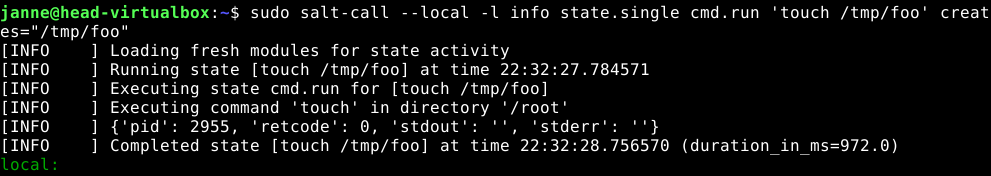 janne@head-virtualbox:~$ sudo salt-call --local -l info state.single cmd.run 'touch /tmp/foo' creat
es="/tmp/foo"
[INFO    ] Loading fresh modules for state activity
[INFO    ] Running state [touch /tmp/foo] at time 22:32:27.784571
[INFO    ] Executing state cmd.run for [touch /tmp/foo]
[INFO    ] Executing command 'touch' in directory '/root'
[INFO    ] {'pid': 2955, 'retcode': 0, 'stdout': '', 'stderr': ''}
[INFO    ] Completed state [touch /tmp/foo] at time 22:32:28.756570 (duration_in_ms=972.0)
local: